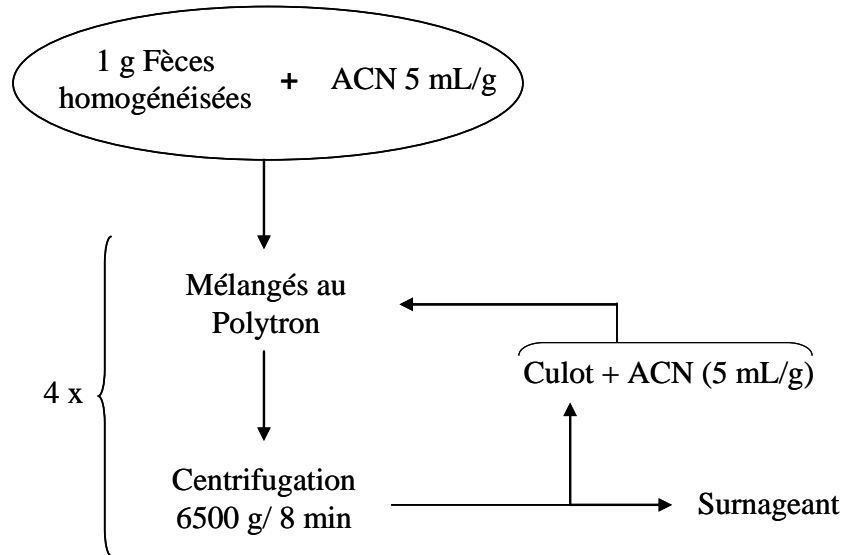 1 g Fèces
homogénéisées
+ ACN 5 mL/g
Mélangés au
Polytron
4 x
Culot + ACN (5 mL/g)
Centrifugation
6500 g/ 8 min
Surnageant